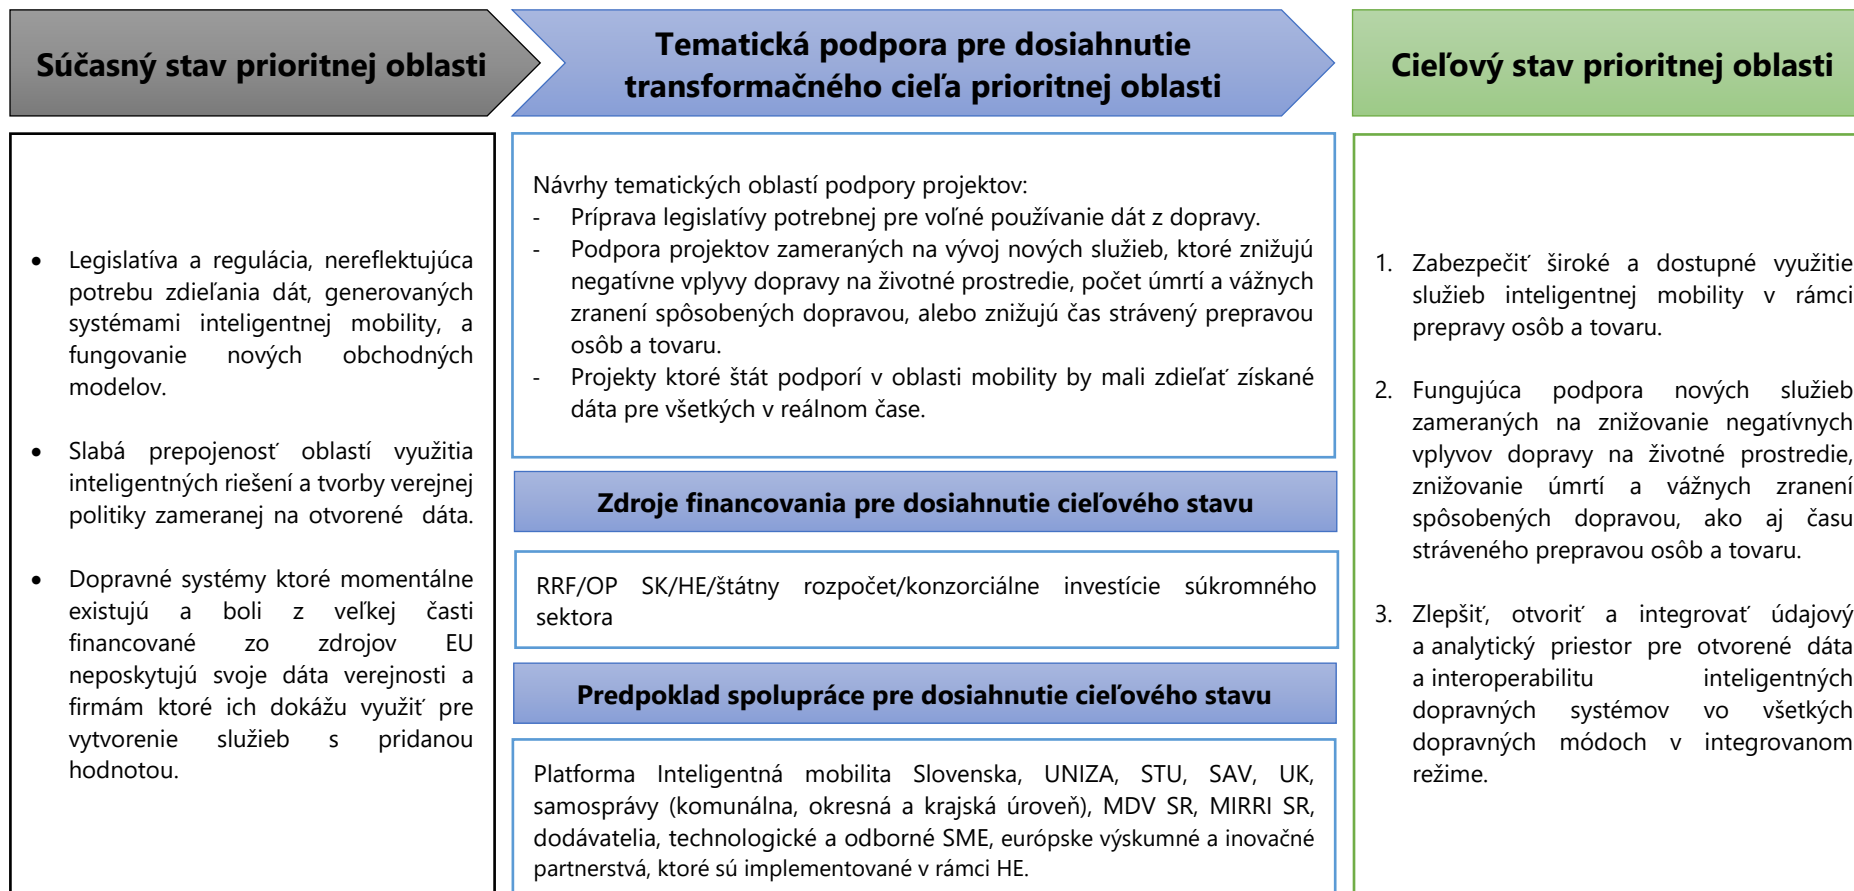 Súčasný stav prioritnej oblasti
Tematická podpora pre dosiahnutie
transformačného cieľa prioritnej oblasti
Cieľový stav prioritnej oblasti
• Legislatíva a regulácia, nereflektujúca
potrebu zdieľania dát, generovaných
systémami inteligentnej mobility, a
fungovanie nových obchodných
modelov.
• Slabá prepojenosť oblastí využitia
inteligentných riešení a tvorby verejnej
politiky zameranej na otvorené dáta.
• Dopravné systémy ktoré momentálne
existujú a boli z veľkej časti
financované zo zdrojov EU
neposkytujú svoje dáta verejnosti a
firmám ktoré ich dokážu využiť pre
vytvorenie služieb s pridanou
hodnotou.
Návrhy tematických oblastí podpory projektov:
- Príprava legislatívy potrebnej pre voľné používanie dát z dopravy.
- Podpora projektov zameraných na vývoj nových služieb, ktoré znižujú
negatívne vplyvy dopravy na životné prostredie, počet úmrtí a vážnych
zranení spôsobených dopravou, alebo znižujú čas strávený prepravou
osôb a tovaru.
- Projekty ktoré štát podporí v oblasti mobility by mali zdieľať získané
dáta pre všetkých v reálnom čase.
Zdroje financovania pre dosiahnutie cieľového stavu
RRF/OP SK/HE/štátny rozpočet/konzorciálne investície súkromného
sektora
Predpoklad spolupráce pre dosiahnutie cieľového stavu
Platforma Inteligentná mobilita Slovenska, UNIZA, STU, SAV, UK,
samosprávy (komunálna, okresná a krajská úroveň), MDV SR, MIRRI SR,
dodávatelia, technologické a odborné SME, európske výskumné a inovačné
partnerstvá, ktoré sú implementované v rámci HE.
1. Zabezpečiť široké a dostupné využitie
služieb inteligentnej mobility v rámci
prepravy osôb a tovaru.
2. Fungujúca podpora nových služieb
zameraných na znižovanie negatívnych
vplyvov dopravy na životné prostredie,
znižovanie úmrtí a vážnych zranení
spôsobených dopravou, ako aj času
stráveného prepravou osôb a tovaru.
3. Zlepšiť, otvoriť a integrovať údajový
a analytický priestor pre otvorené dáta
a interoperabilitu inteligentných
dopravných systémov vo všetkých
dopravných módoch v integrovanom
režime.